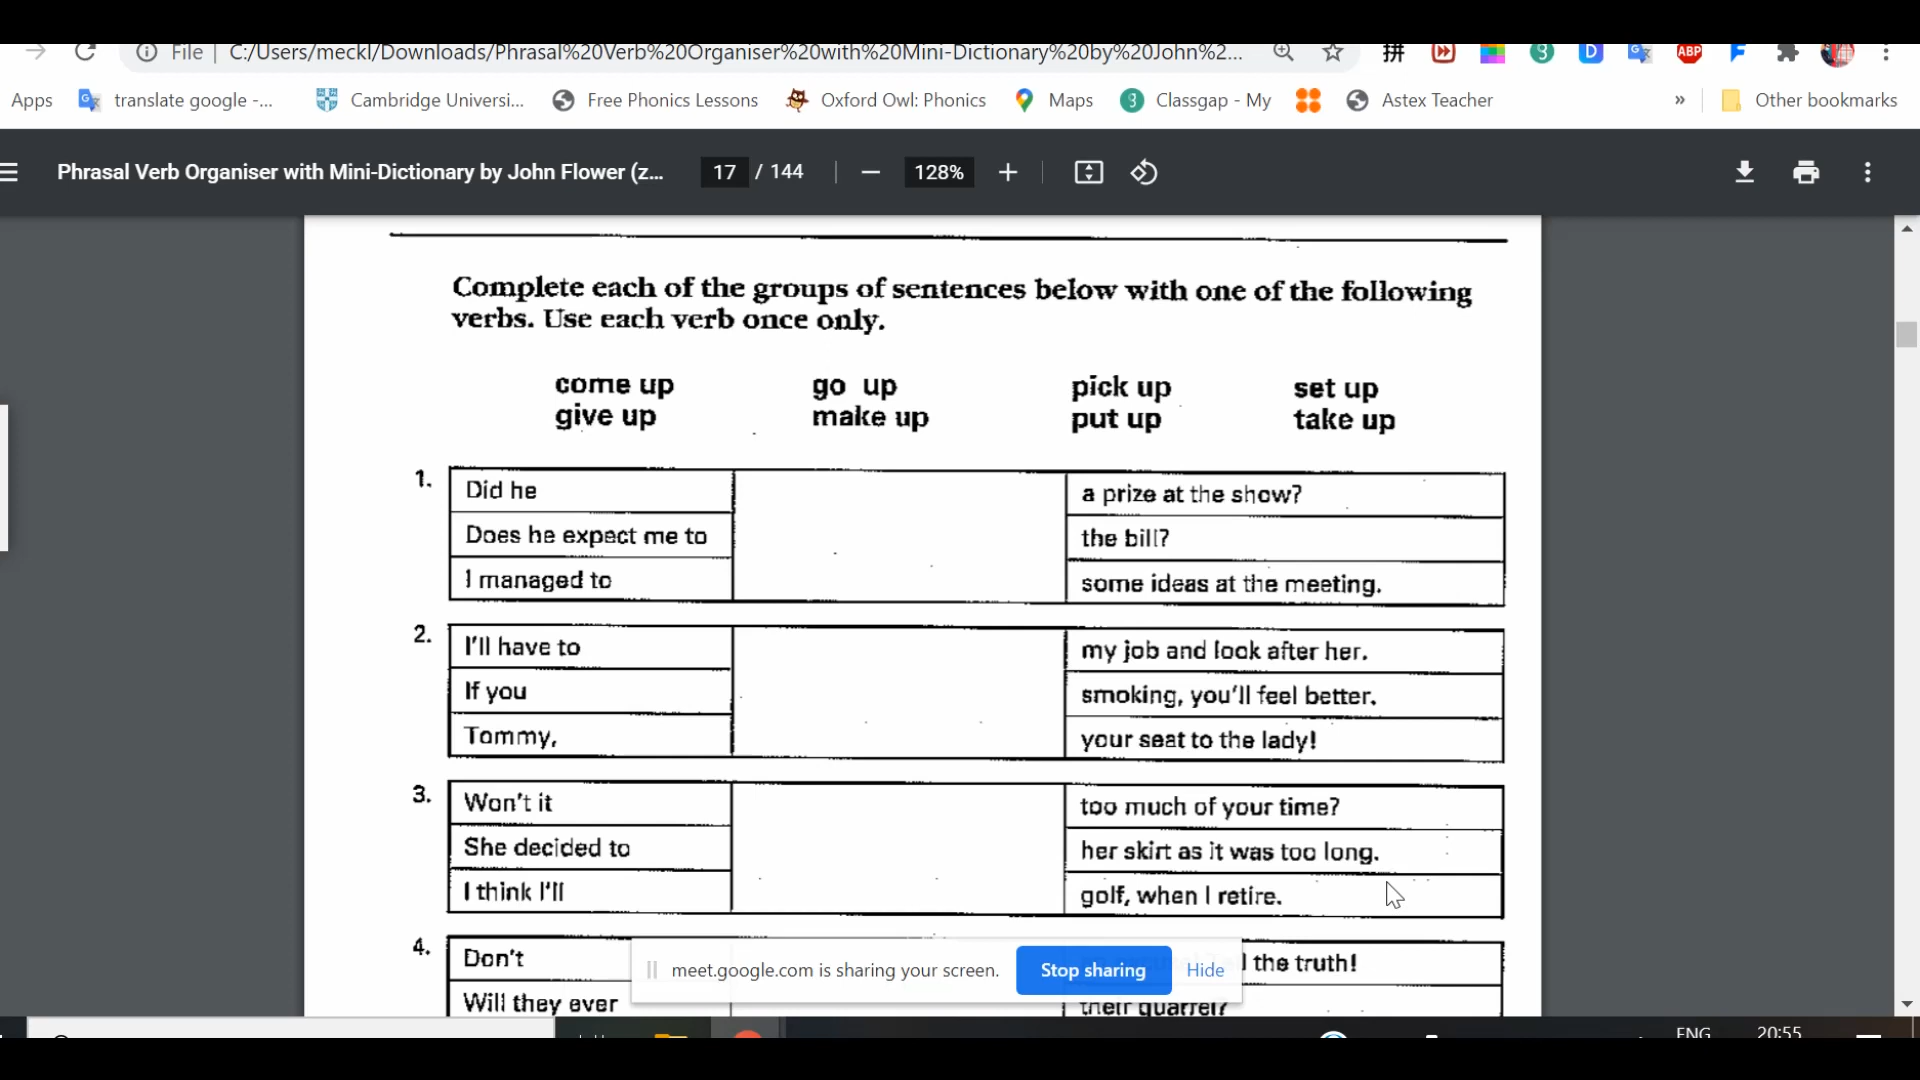 File | C:/Users/meckl/Downloads/Phrasal%20Verb%20Organiser%20with%20Mini-Dictionary%20by%20John%2...
Apps translate google -... Cambridge Universi... Free Phonics Lessons Oxford Owl: Phonics Maps Classgap - My Astex Teacher » Other bookmarks
Phrasal Verb Organiser with Mini-Dictionary by John Flower (z... 17 / 144 — 128% +
Complete each of the groups of sentences below with one of the following
verbs. Use each verb once only.
come up go up pick up set up
give up make up put up take up
1. Did he a prize at the show?
Does he expect me to the bill?
I managed to some ideas at the meeting.
2. I'll have to my job and look after her.
If you smoking, you'll feel better.
Tommy, your seat to the lady!
3. Won't it too much of your time?
She decided to her skirt as it was too long.
I think I'll golf, when I retire.
4. Don't the truth!
Will they ever their quarrel?
meet.google.com is sharing your screen. Stop sharing Hide
ENG 20:55